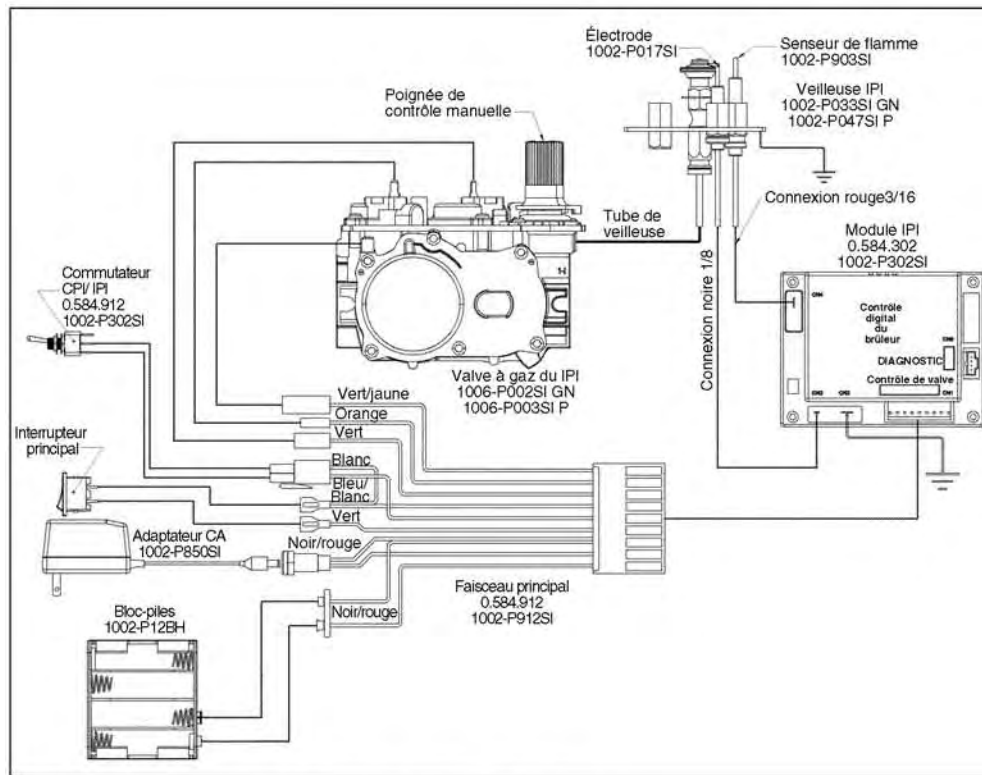 Électrode
1002-P017SI
Senseur de flamme
1002-P903SI
Veilleuse IPI
1002-P033SI GN
1002-P047SI P
Poignée de
contrôle manuelle
Tube de
veilleuse
Connexion rouge3/16
Connexion noire 1/8
Module IPI
0.584.302
1002-P302SI
CN4
Contrôle
digital
du
brûleur
DIAGNOSTIC
Contrôle de valve
CN1
Commutateur
CPI/ IPI
0.584.912
1002-P302SI
Valve à gaz du IPI
1006-P002SI GN
1006-P003SI P
Vert/jaune
Orange
Vert
Blanc
Bleu/
Blanc
Vert
Interrupteur
principal
Adaptateur CA
1002-P850SI
Noir/rouge
Faisceau principal
0.584.912
1002-P912SI
Bloc-piles
1002-P12BH
Noir/rouge